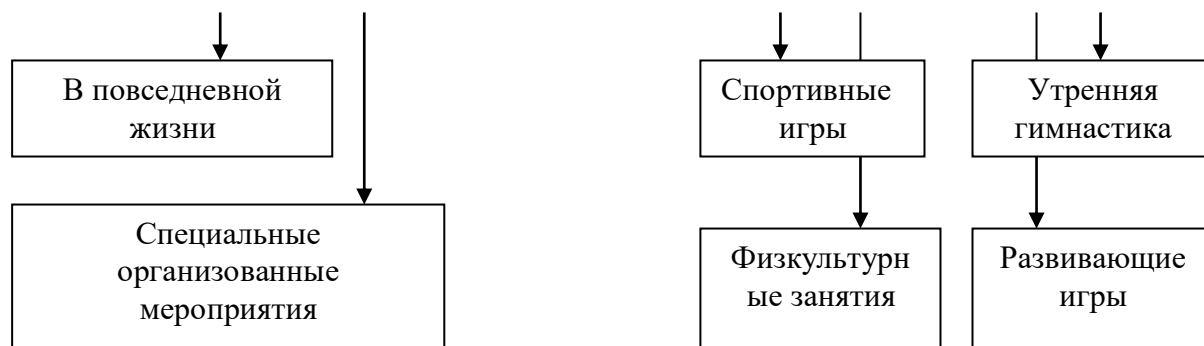 В повседневной
жизни
Спортивные
игры
Утренняя
гимнастика
Специальные
организованные
мероприятия
Физкультурн
ые занятия
Развивающие
игры